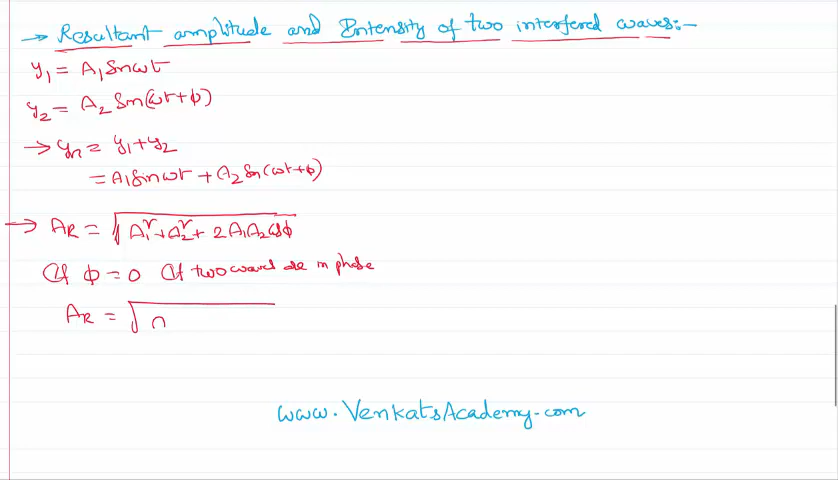 → Resultant amplitude and Intensity of two interfered waves:-
y₁ = A₁ Sinωt
y₂ = A₂ Sin(ωt+ϕ)
→ yR = y₁+y₂
= A₁Sinωt + A₂ Sin(ωt+ϕ)
→ AR = √A₁² + A₂² + 2A₁A₂Cosϕ
If ϕ = 0 If two waves are in phase
AR = √
www.VenkatsAcademy.com